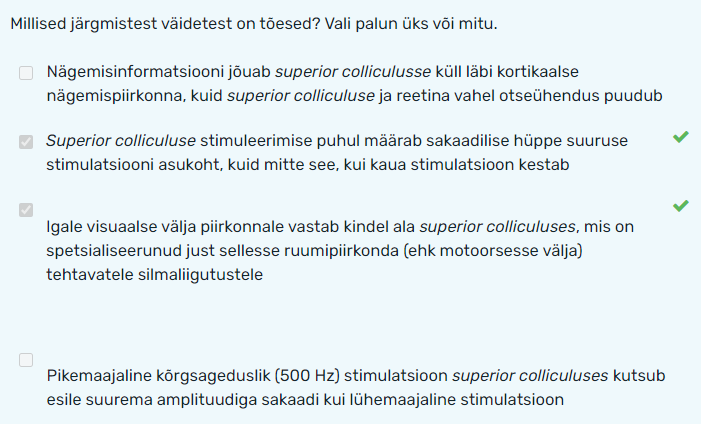 Millised järgmistest väidetest on tõesed? Vali palun üks või mitu.
Nägemisinformatsiooni jõuab superior colliculusse küll läbi kortikaalse
nägemispiirkonna, kuid superior colliculuse ja reetina vahel otseühendus puudub
Superior colliculuse stimuleerimise puhul määrab sakaadilise hüppe suuruse
stimulatsiooni asukoht, kuid mitte see, kui kaua stimulatsioon kestab
Igale visuaalse välja piirkonnale vastab kindel ala superior colliculuses, mis on
spetsialiseerunud just sellesse ruumipiirkonda (ehk motoorsesse välja)
tehtavatele silmaliigutustele
Pikemaajaline kõrgsageduslik (500 Hz) stimulatsioon superior colliculuses kutsub
esile suurema amplituudiga sakaadi kui lühemaajaline stimulatsioon